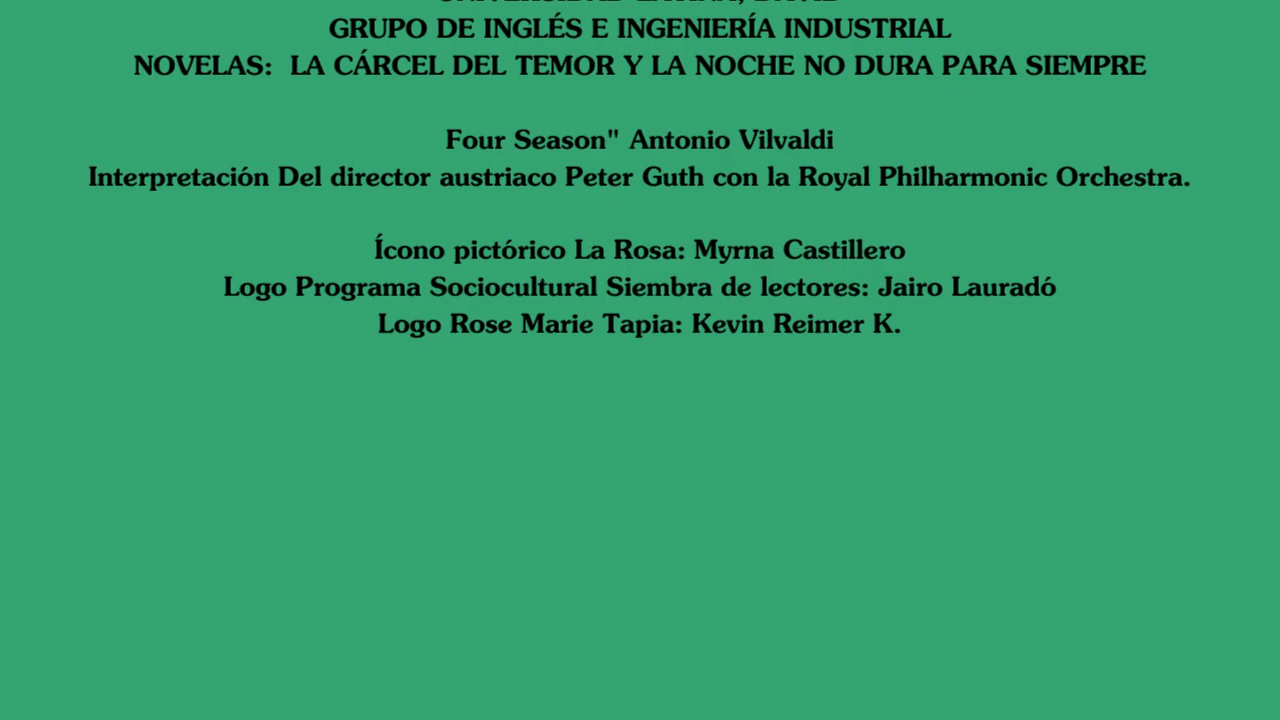 GRUPO DE INGLÉS E INGENIERÍA INDUSTRIAL
NOVELAS: LA CÁRCEL DEL TEMOR Y LA NOCHE NO DURA PARA SIEMPRE
Four Season" Antonio Vilvaldi
Interpretación Del director austriaco Peter Guth con la Royal Philharmonic Orchestra.
Ícono pictórico La Rosa: Myrna Castillero
Logo Programa Sociocultural Siembra de lectores: Jairo Lauradó
Logo Rose Marie Tapia: Kevin Reimer K.